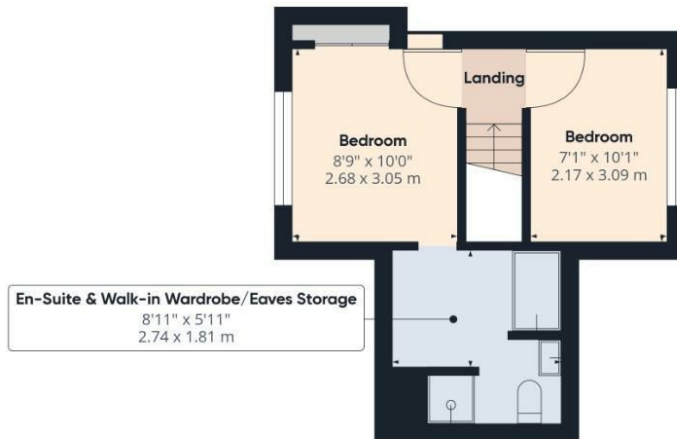 Landing
Bedroom
8'9" x 10'0"
2.68 x 3.05 m
Bedroom
7'1" x 10'1"
2.17 x 3.09 m
En-Suite & Walk-in Wardrobe/Eaves Storage
8'11" x 5'11"
2.74 x 1.81 m